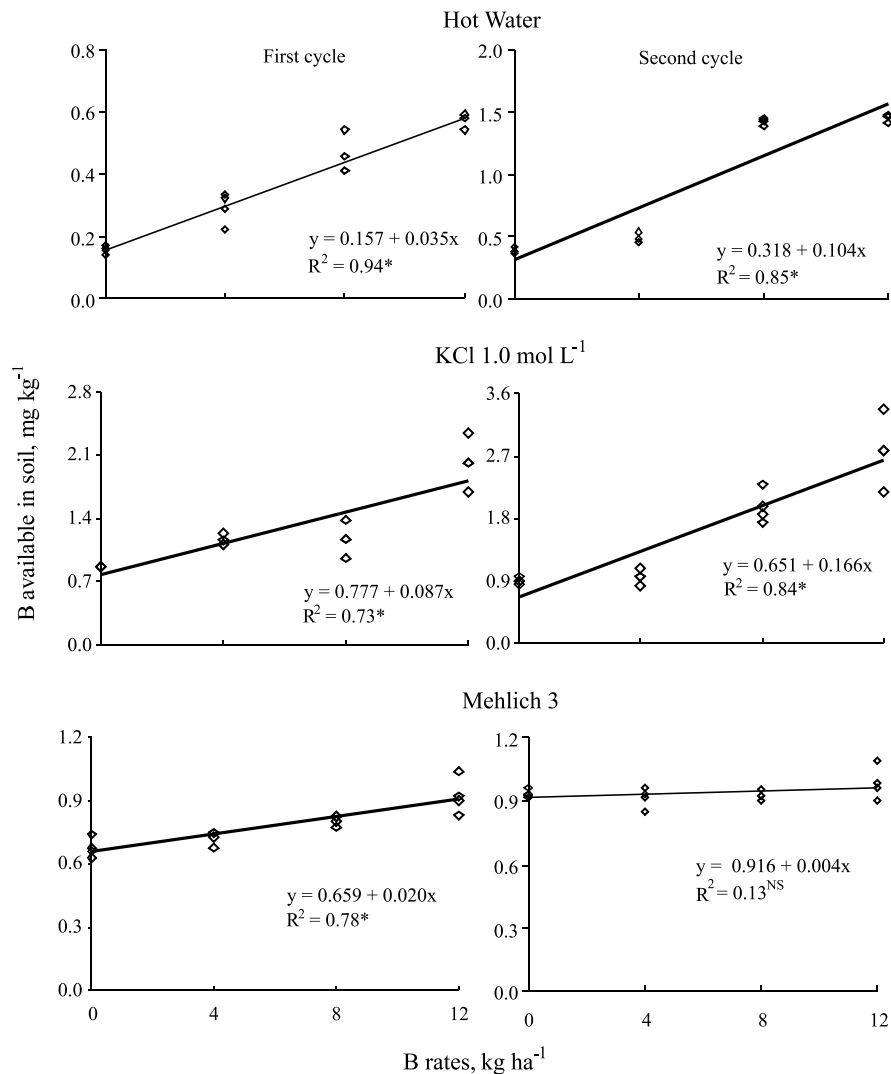 Hot Water
First cycle
Second cycle
0.8
0.6
0.4
0.2
0.0
y = 0.157 + 0.035x
R² = 0.94*
2.0
1.5
1.0
0.5
0.0
y = 0.318 + 0.104x
R² = 0.85*
KCl 1.0 mol L⁻¹
B available in soil, mg kg⁻¹
2.8
2.1
1.4
0.7
0.0
y = 0.777 + 0.087x
R² = 0.73*
3.6
2.7
1.8
0.9
0.0
y = 0.651 + 0.166x
R² = 0.84*
Mehlich 3
1.2
0.9
0.6
0.3
0.0
y = 0.659 + 0.020x
R² = 0.78*
0 4 8 12
1.2
0.9
0.6
0.3
0.0
y = 0.916 + 0.004x
R² = 0.13ᴺˢ
0 4 8 12
B rates, kg ha⁻¹